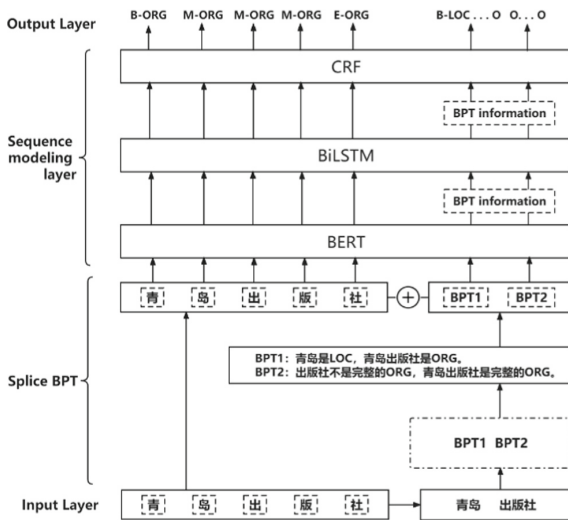 Output Layer
B-ORG M-ORG M-ORG M-ORG E-ORG B-LOC...O O...O
CRF
BPT information
Sequence
modeling
layer
BiLSTM
BPT information
BERT
青 岛 出 版 社 + BPT1 BPT2
BPT1：青岛是LOC，青岛出版社是ORG。
BPT2：出版社不是完整的ORG，青岛出版社是完整的ORG。
Splice BPT
BPT1 BPT2
Input Layer
青 岛 出 版 社 青岛 出版社